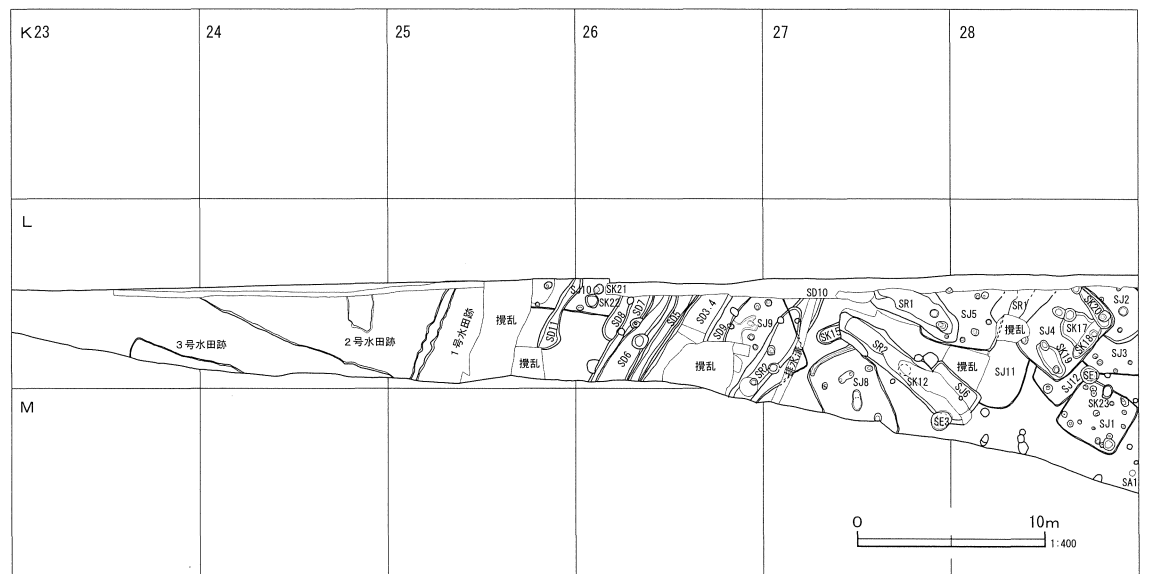 K23 24 25 26 27 28
L
M
3号水田跡
2号水田跡
1号水田跡
攪乱
攪乱
SD11
SJ10
SK21
SK22
SD8
SD7
SD6
SD5
SD3.4
SD9
攪乱
SJ9
SR2
排水溝
SD10
SK15
SR1
SJ5
SR2
SJ8
SK12
SJ6
SE3
攪乱
SJ11
SR1
攪乱
SJ4
SK17
SK20
SJ2
SK18
SK19
SJ3
SJ12
SK23
SJ1
SA1
0 10m
1:400